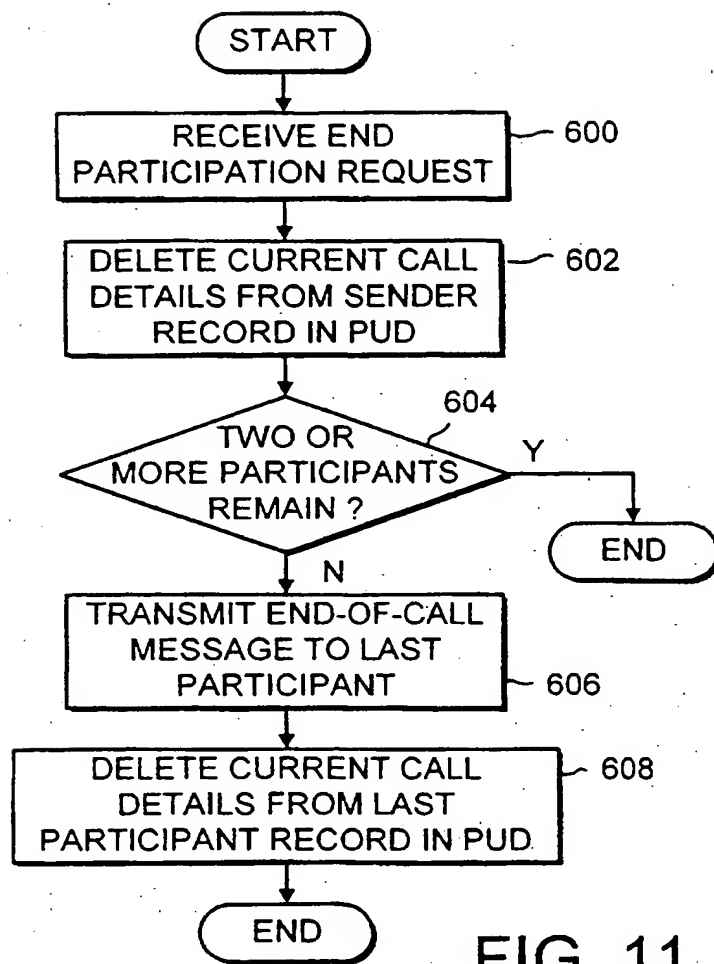 START
RECEIVE END
PARTICIPATION REQUEST
600
DELETE CURRENT CALL
DETAILS FROM SENDER
RECORD IN PUD
602
604
TWO OR
MORE PARTICIPANTS
REMAIN ?
Y
END
N
TRANSMIT END-OF-CALL
MESSAGE TO LAST
PARTICIPANT
606
DELETE CURRENT CALL
DETAILS FROM LAST
PARTICIPANT RECORD IN PUD
608
END
FIG. 11